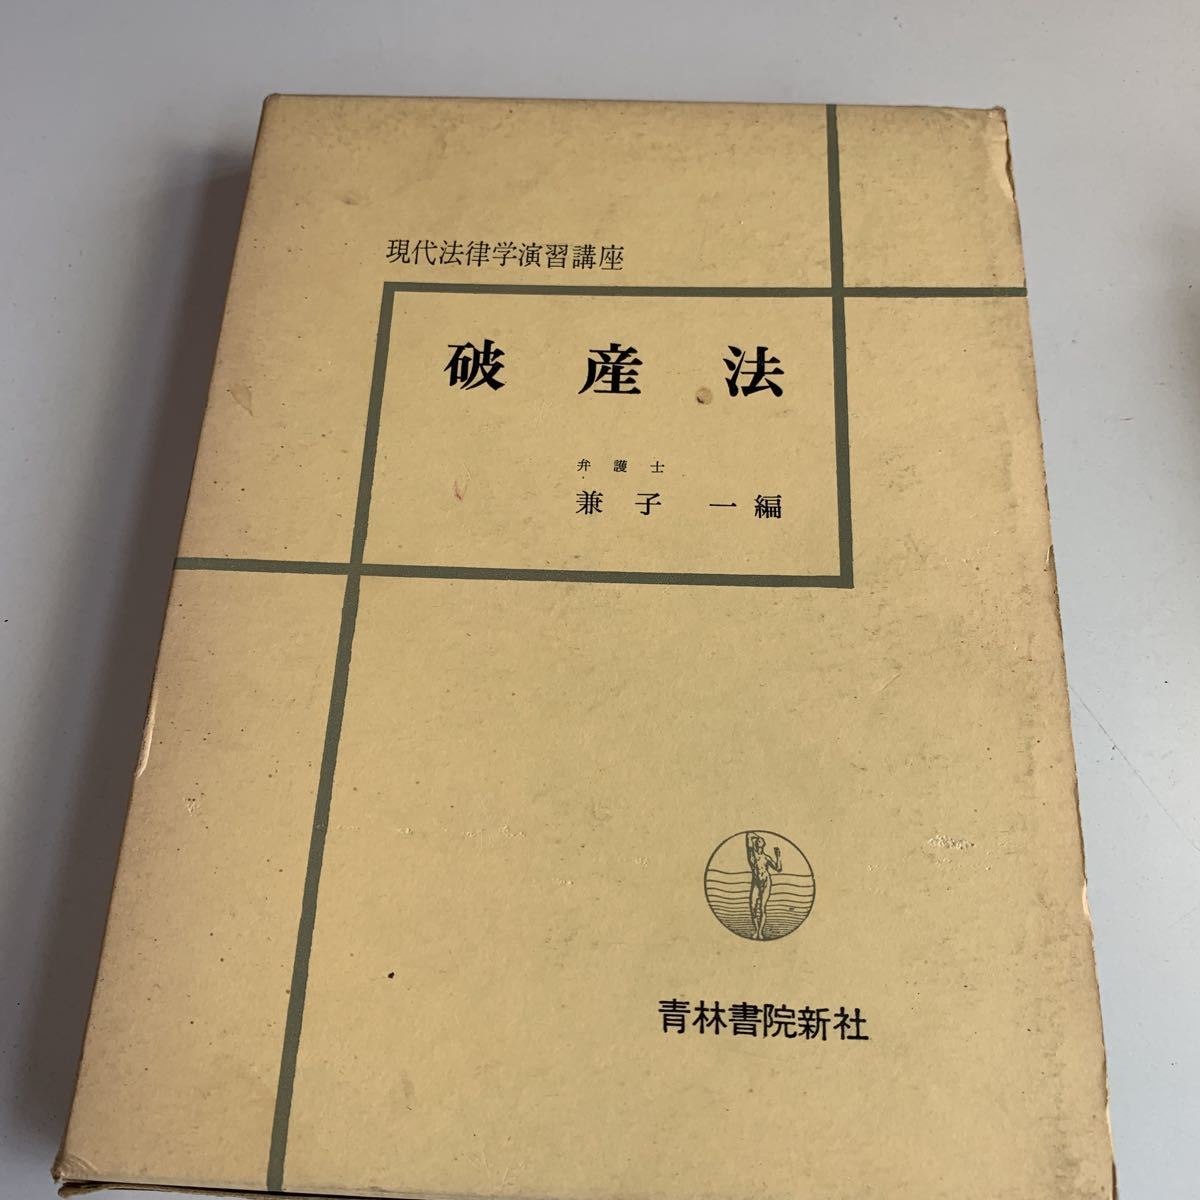 現代法律学演習講座
破産法
弁護士
兼子一編
青林書院新社